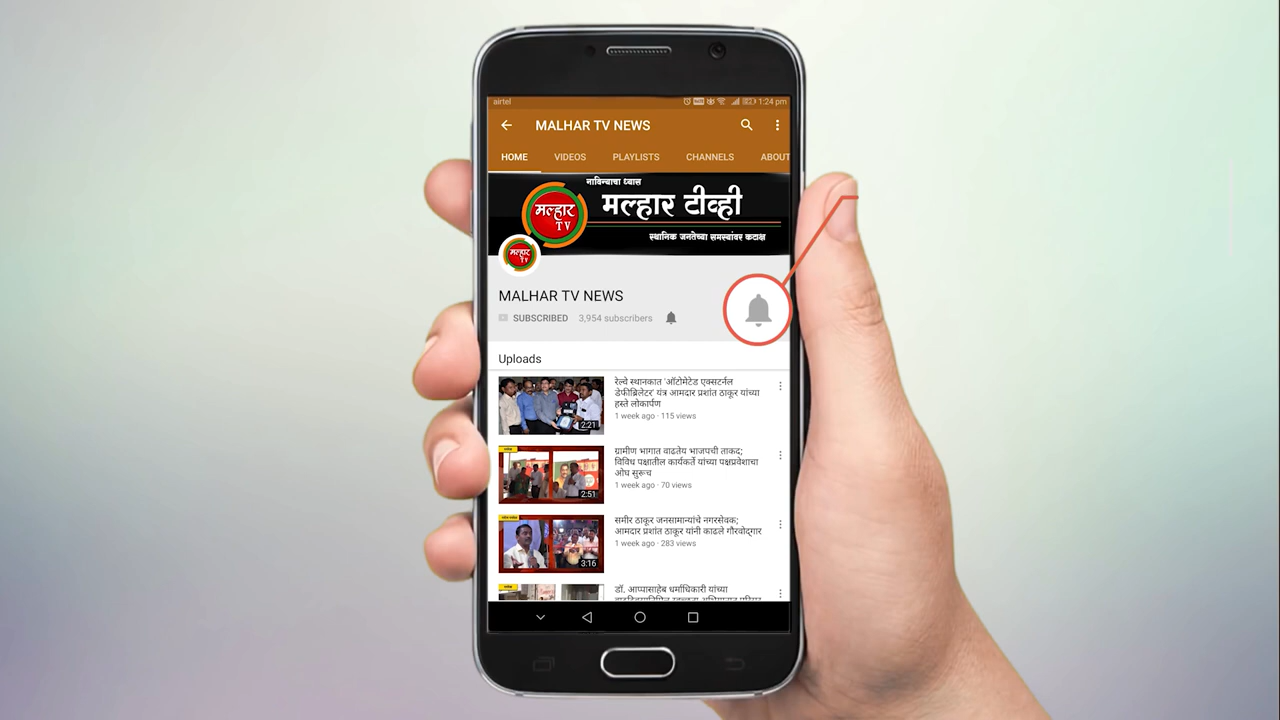 airtel
1:24 pm
MALHAR TV NEWS
HOME VIDEOS PLAYLISTS CHANNELS ABOUT
नाविन्याचा ध्यास
मल्हार टीव्ही
मल्हार
TV
स्थानिक जनतेच्या समस्यांवर कटाक्ष
मल्हार
TV
MALHAR TV NEWS
SUBSCRIBED 3,954 subscribers
Uploads
रेल्वे स्थानकात 'ऑटोमेटेड एक्सटर्नल
डेफीब्रिलेटर' यंत्र आमदार प्रशांत ठाकूर यांच्या
हस्ते लोकार्पण
1 week ago · 115 views
2:21
ग्रामीण भागात वाढतेय भाजपची ताकद;
विविध पक्षातील कार्यकर्ते यांच्या पक्षप्रवेशाचा
ओघ सुरूच
1 week ago · 70 views
2:51
समीर ठाकूर जनसामान्यांचे नगरसेवक;
आमदार प्रशांत ठाकूर यांनी काढले गौरवोद्गार
1 week ago · 283 views
3:16
डॉ. आप्पासाहेब धर्माधिकारी यांच्या